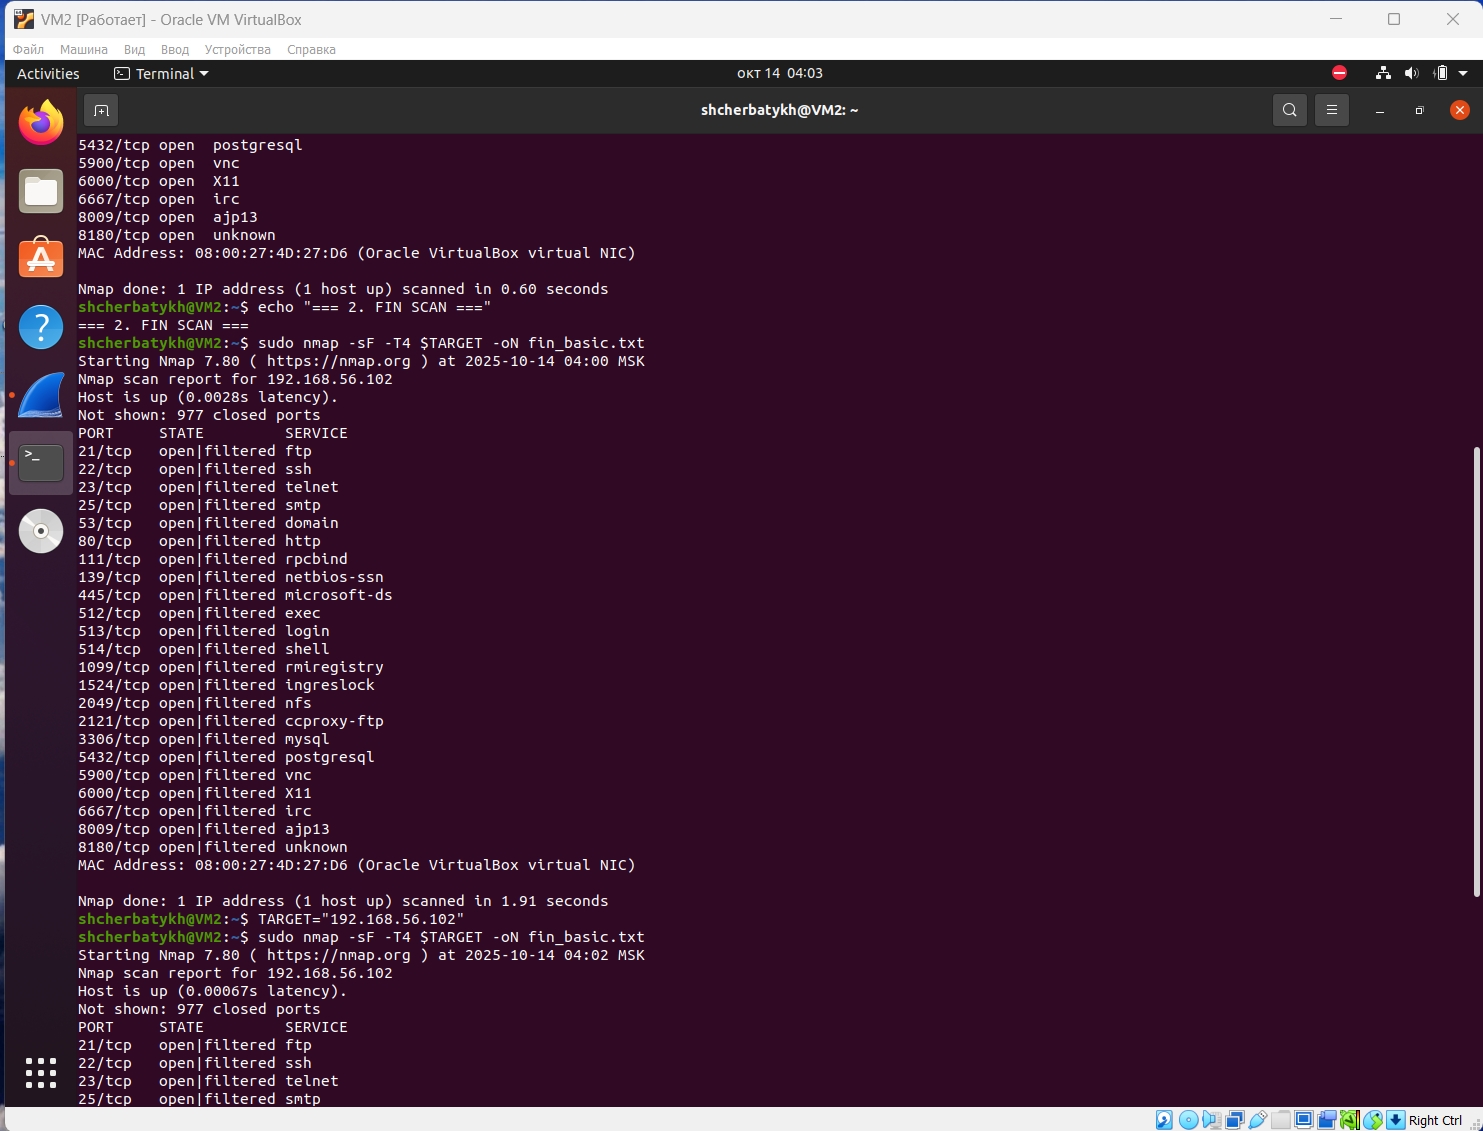 VM2 [Работает] - Oracle VM VirtualBox
Файл Машина Вид Ввод Устройства Справка
Activities Terminal окт 14 04:03
shcherbatykh@VM2: ~
5432/tcp open  postgresql
5900/tcp open  vnc
6000/tcp open  X11
6667/tcp open  irc
8009/tcp open  ajp13
8180/tcp open  unknown
MAC Address: 08:00:27:4D:27:D6 (Oracle VirtualBox virtual NIC)
Nmap done: 1 IP address (1 host up) scanned in 0.60 seconds
shcherbatykh@VM2:~$ echo "=== 2. FIN SCAN ==="
=== 2. FIN SCAN ===
shcherbatykh@VM2:~$ sudo nmap -sF -T4 $TARGET -oN fin_basic.txt
Starting Nmap 7.80 ( https://nmap.org ) at 2025-10-14 04:00 MSK
Nmap scan report for 192.168.56.102
Host is up (0.0028s latency).
Not shown: 977 closed ports
PORT     STATE         SERVICE
21/tcp   open|filtered ftp
22/tcp   open|filtered ssh
23/tcp   open|filtered telnet
25/tcp   open|filtered smtp
53/tcp   open|filtered domain
80/tcp   open|filtered http
111/tcp  open|filtered rpcbind
139/tcp  open|filtered netbios-ssn
445/tcp  open|filtered microsoft-ds
512/tcp  open|filtered exec
513/tcp  open|filtered login
514/tcp  open|filtered shell
1099/tcp open|filtered rmiregistry
1524/tcp open|filtered ingreslock
2049/tcp open|filtered nfs
2121/tcp open|filtered ccproxy-ftp
3306/tcp open|filtered mysql
5432/tcp open|filtered postgresql
5900/tcp open|filtered vnc
6000/tcp open|filtered X11
6667/tcp open|filtered irc
8009/tcp open|filtered ajp13
8180/tcp open|filtered unknown
MAC Address: 08:00:27:4D:27:D6 (Oracle VirtualBox virtual NIC)
Nmap done: 1 IP address (1 host up) scanned in 1.91 seconds
shcherbatykh@VM2:~$ TARGET="192.168.56.102"
shcherbatykh@VM2:~$ sudo nmap -sF -T4 $TARGET -oN fin_basic.txt
Starting Nmap 7.80 ( https://nmap.org ) at 2025-10-14 04:02 MSK
Nmap scan report for 192.168.56.102
Host is up (0.00067s latency).
Not shown: 977 closed ports
PORT     STATE         SERVICE
21/tcp   open|filtered ftp
22/tcp   open|filtered ssh
23/tcp   open|filtered telnet
25/tcp   open|filtered smtp
Right Ctrl